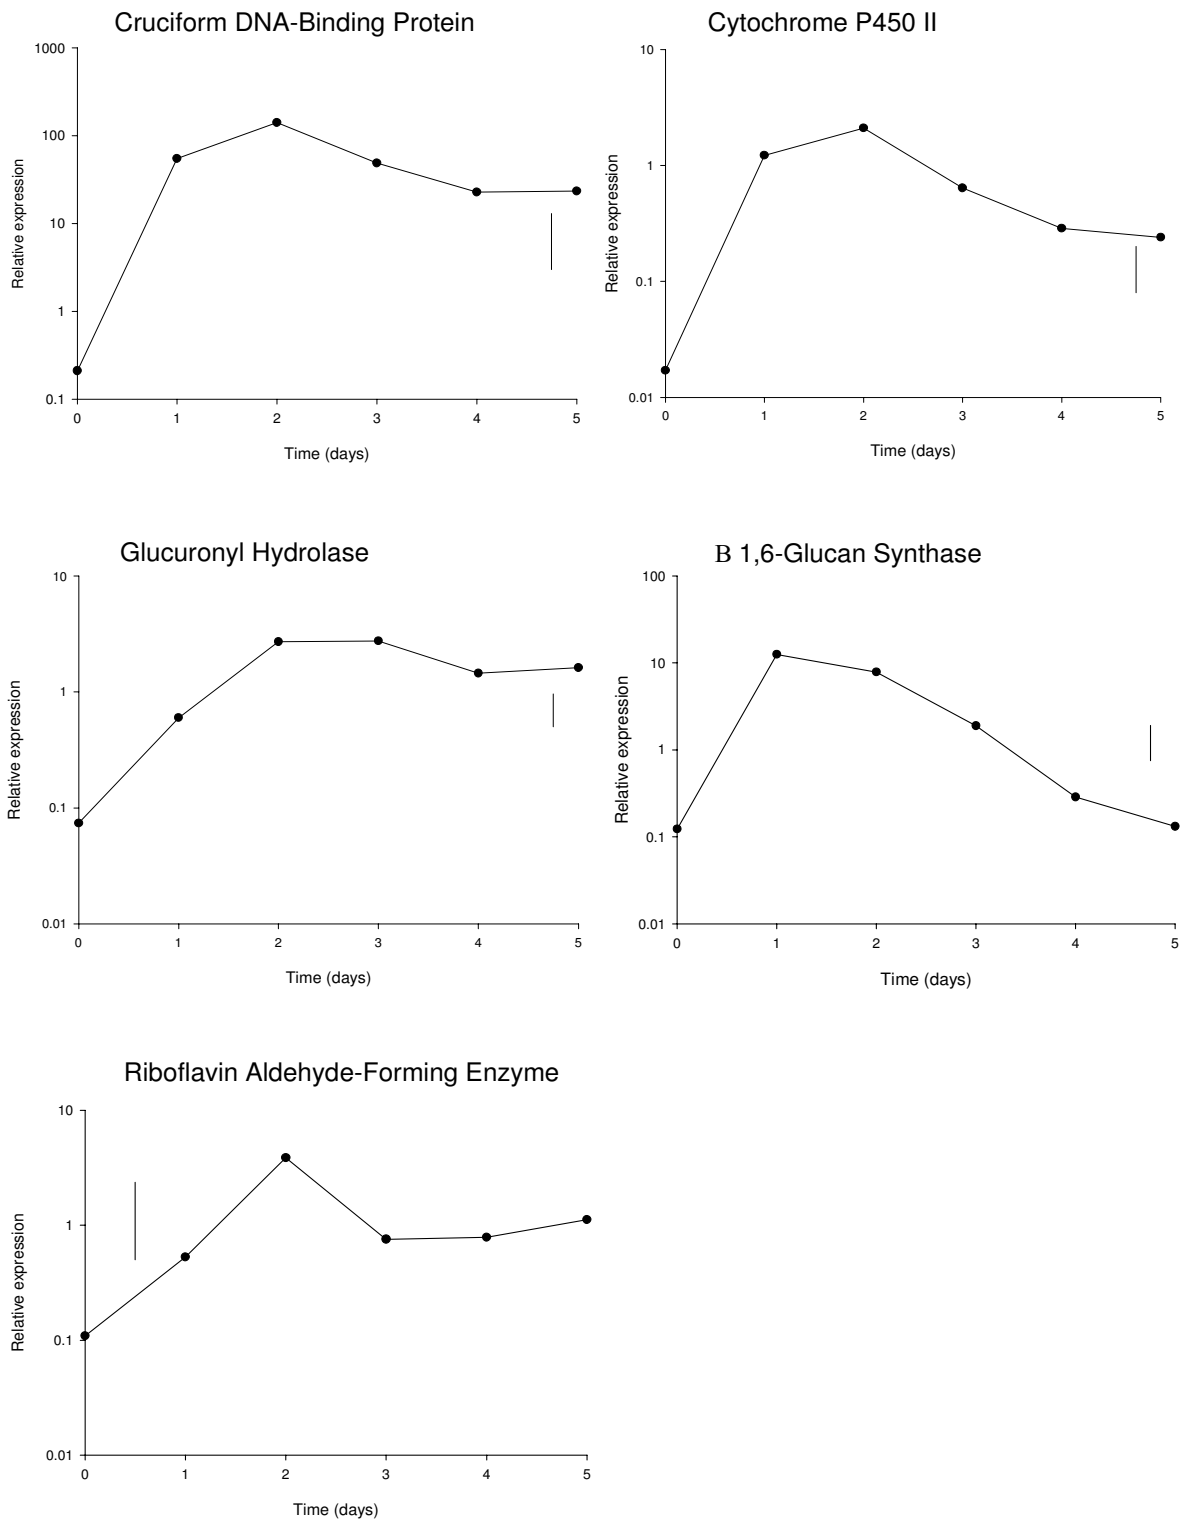 Cruciform DNA-Binding Protein
1000
100
10
1
0.1
Relative expression
0 1 2 3 4 5
Time (days)
Cytochrome P450 II
10
1
0.1
0.01
Relative expression
0 1 2 3 4 5
Time (days)
Glucuronyl Hydrolase
10
1
0.1
0.01
Relative expression
0 1 2 3 4 5
Time (days)
B 1,6-Glucan Synthase
100
10
1
0.1
0.01
Relative expression
0 1 2 3 4 5
Time (days)
Riboflavin Aldehyde-Forming Enzyme
10
1
0.1
0.01
Relative expression
0 1 2 3 4 5
Time (days)